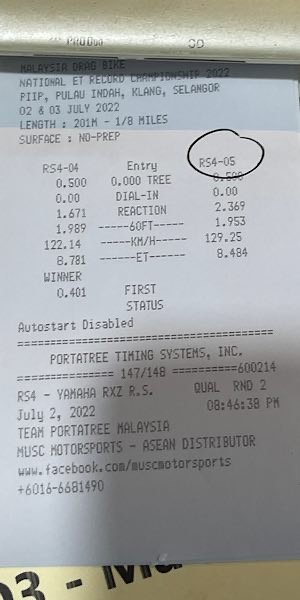 MALAYSIA DRAG BIKE
NATIONAL ET RECORD CHAMPIONSHIP 2022
PIIP, PULAU INDAH, KLANG, SELANGOR
02 & 03 JULY 2022
LENGTH : 201M - 1/8 MILES
SURFACE : NO-PREP
RS4-04 Entry RS4-05
0.500 0.000 TREE 0.500
0.00 DIAL-IN 0.00
1.671 REACTION 2.369
1.989 -----60FT----- 1.953
122.14 -----KM/H----- 129.25
8.781 ------ET------ 8.484
WINNER
0.401 FIRST
STATUS
Autostart Disabled
========================================
PORTATREE TIMING SYSTEMS, INC.
=============== 147/148 ==========600214
RS4 - YAMAHA RXZ R.S. QUAL RND 2
July 2, 2022 08:46:38 PM
TEAM PORTATREE MALAYSIA
MUSC MOTORSPORTS - ASEAN DISTRIBUTOR
www.facebook.com/muscmotorsports
+6016-6681490